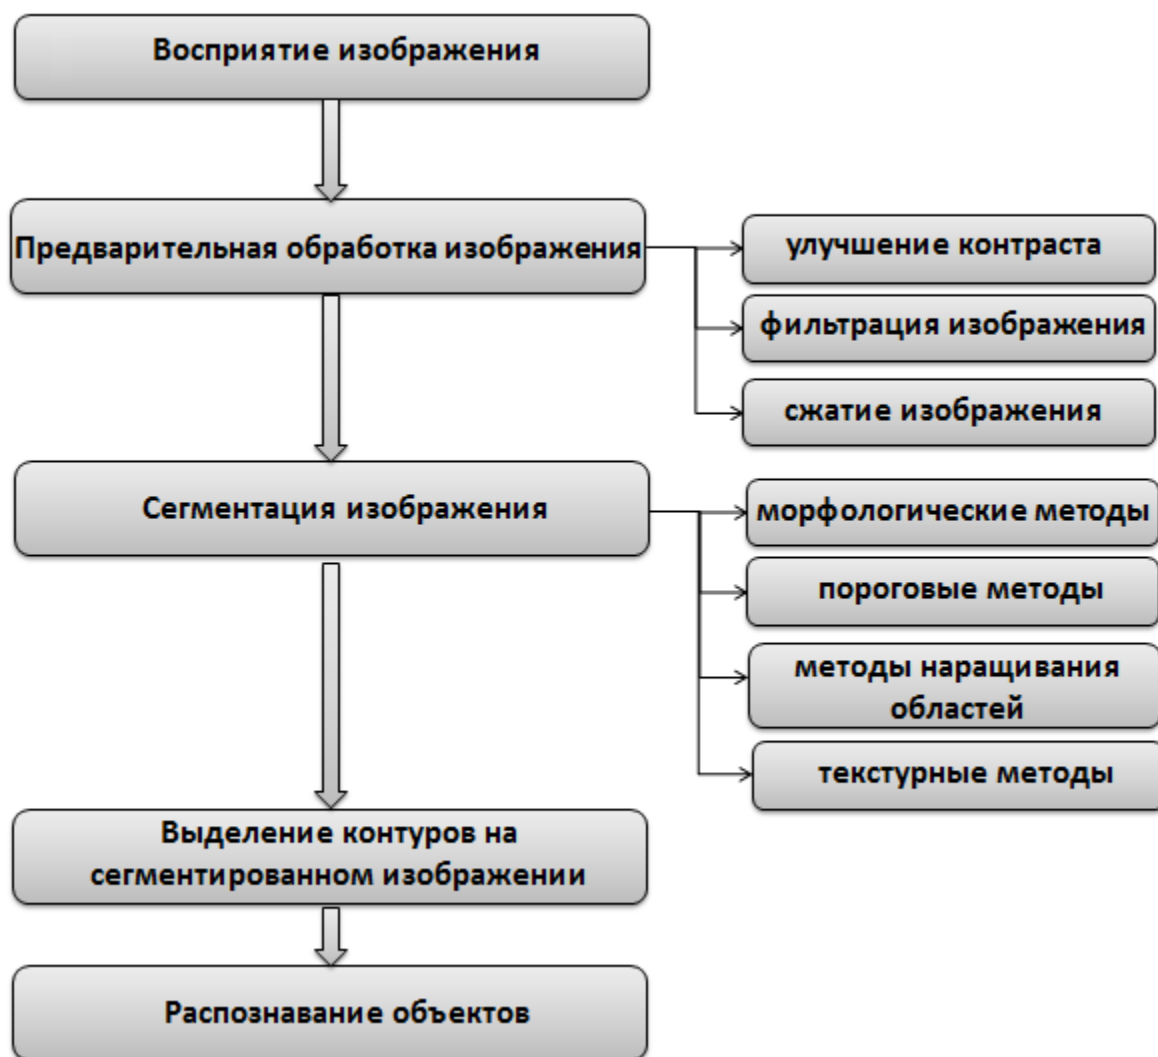 Восприятие изображения
Предварительная обработка изображения
улучшение контраста
фильтрация изображения
сжатие изображения
Сегментация изображения
морфологические методы
пороговые методы
методы наращивания
областей
текстурные методы
Выделение контуров на
сегментированном изображении
Распознавание объектов